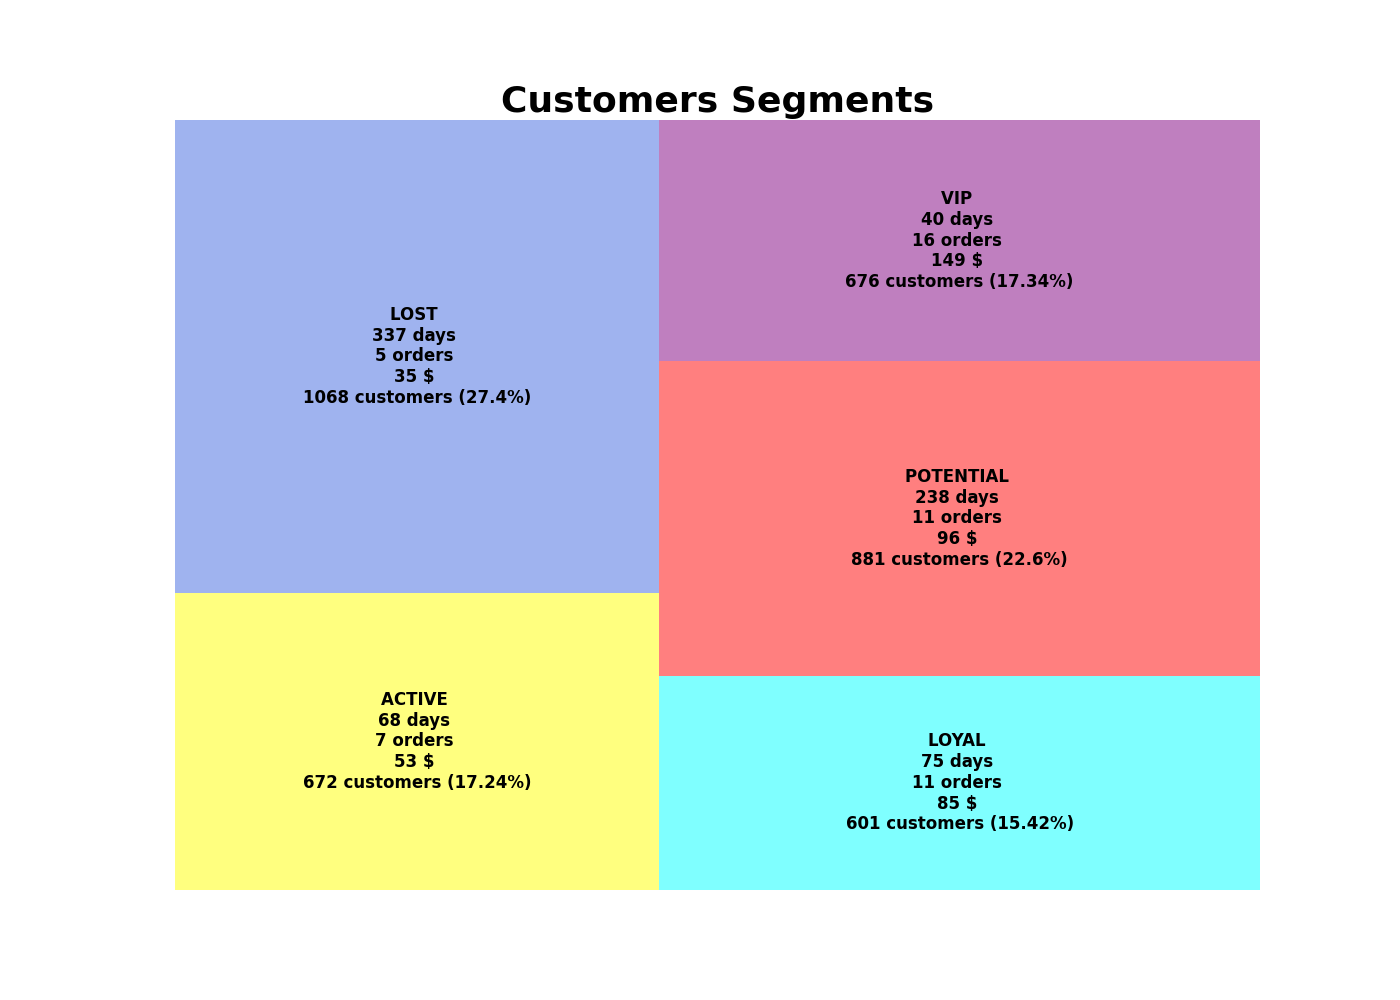 Customers Segments
LOST
337 days
5 orders
35 $
1068 customers (27.4%)
ACTIVE
68 days
7 orders
53 $
672 customers (17.24%)
VIP
40 days
16 orders
149 $
676 customers (17.34%)
POTENTIAL
238 days
11 orders
96 $
881 customers (22.6%)
LOYAL
75 days
11 orders
85 $
601 customers (15.42%)